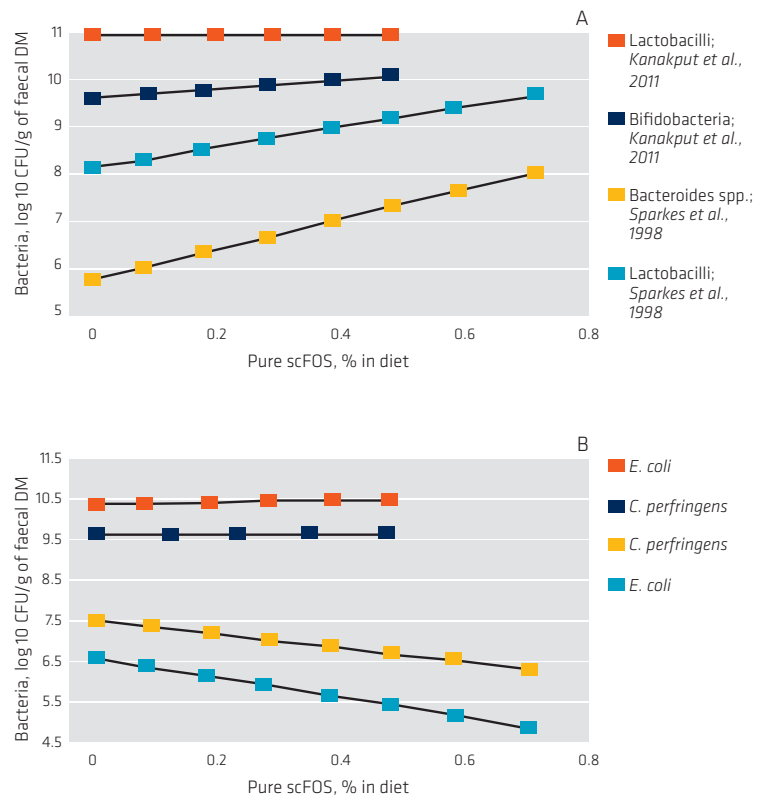 A
Bacteria, log 10 CFU/g of faecal DM
11
10
9
8
7
6
5
0
0.2
0.4
0.6
0.8
Pure scFOS, % in diet
Lactobacilli;
Kanakput et al.,
2011
Bifidobacteria;
Kanakput et al.,
2011
Bacteroides spp.;
Sparkes et al.,
1998
Lactobacilli;
Sparkes et al.,
1998
B
Bacteria, log 10 CFU/g of faecal DM
11.5
10.5
9.5
8.5
7.5
6.5
5.5
4.5
0
0.2
0.4
0.6
0.8
Pure scFOS, % in diet
E. coli
C. perfringens
C. perfringens
E. coli